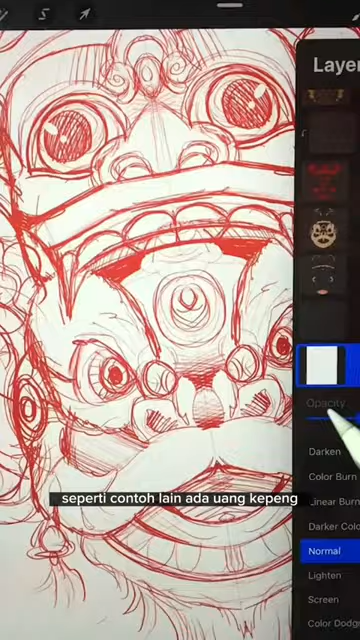 Layer
Opacity
Darken
Color Burn
Linear Burn
Darker Colo
Normal
Lighten
Screen
Color Dodg
seperti contoh lain ada uang kepeng